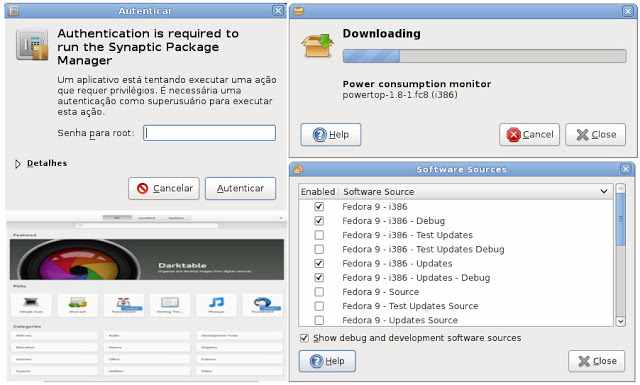 Autenticar
Authentication is required to
run the Synaptic Package
Manager
Um aplicativo está tentando executar uma ação
que requer privilégios. É necessária uma
autenticação como superusuário para executar
esta ação.
Senha para root:
Detalhes
Cancelar
Autenticar
Downloading
Power consumption monitor
powertop-1.8-1.fc8 (i386)
Help
Cancel
Close
Software Sources
Enabled
Software Source
Fedora 9 - i386
Fedora 9 - i386 - Debug
Fedora 9 - i386 - Test Updates
Fedora 9 - i386 - Test Updates Debug
Fedora 9 - i386 - Updates
Fedora 9 - i386 - Updates - Debug
Fedora 9 - Source
Fedora 9 - Test Updates Source
Fedora 9 - Updates Source
Show debug and development software sources
Help
Close
Featured
Darktable
Picks
Categories